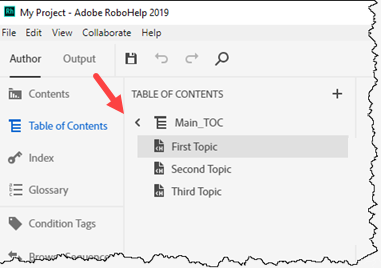 Rh My Project - Adobe RoboHelp 2019
File Edit View Collaborate Help
Author Output
Contents
Table of Contents
Index
Glossary
Condition Tags
TABLE OF CONTENTS +
Main_TOC
First Topic
Second Topic
Third Topic